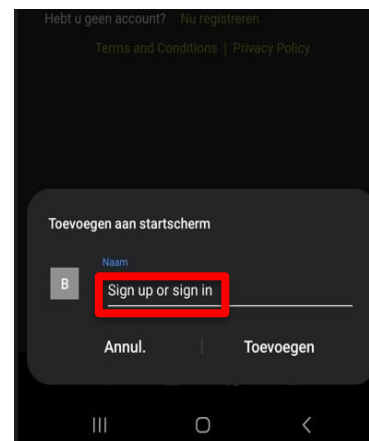 Hebt u geen account? Nu registreren
Terms and Conditions | Privacy Policy
Toevoegen aan startscherm
Naam
B
Sign up or sign in
Annul.
Toevoegen